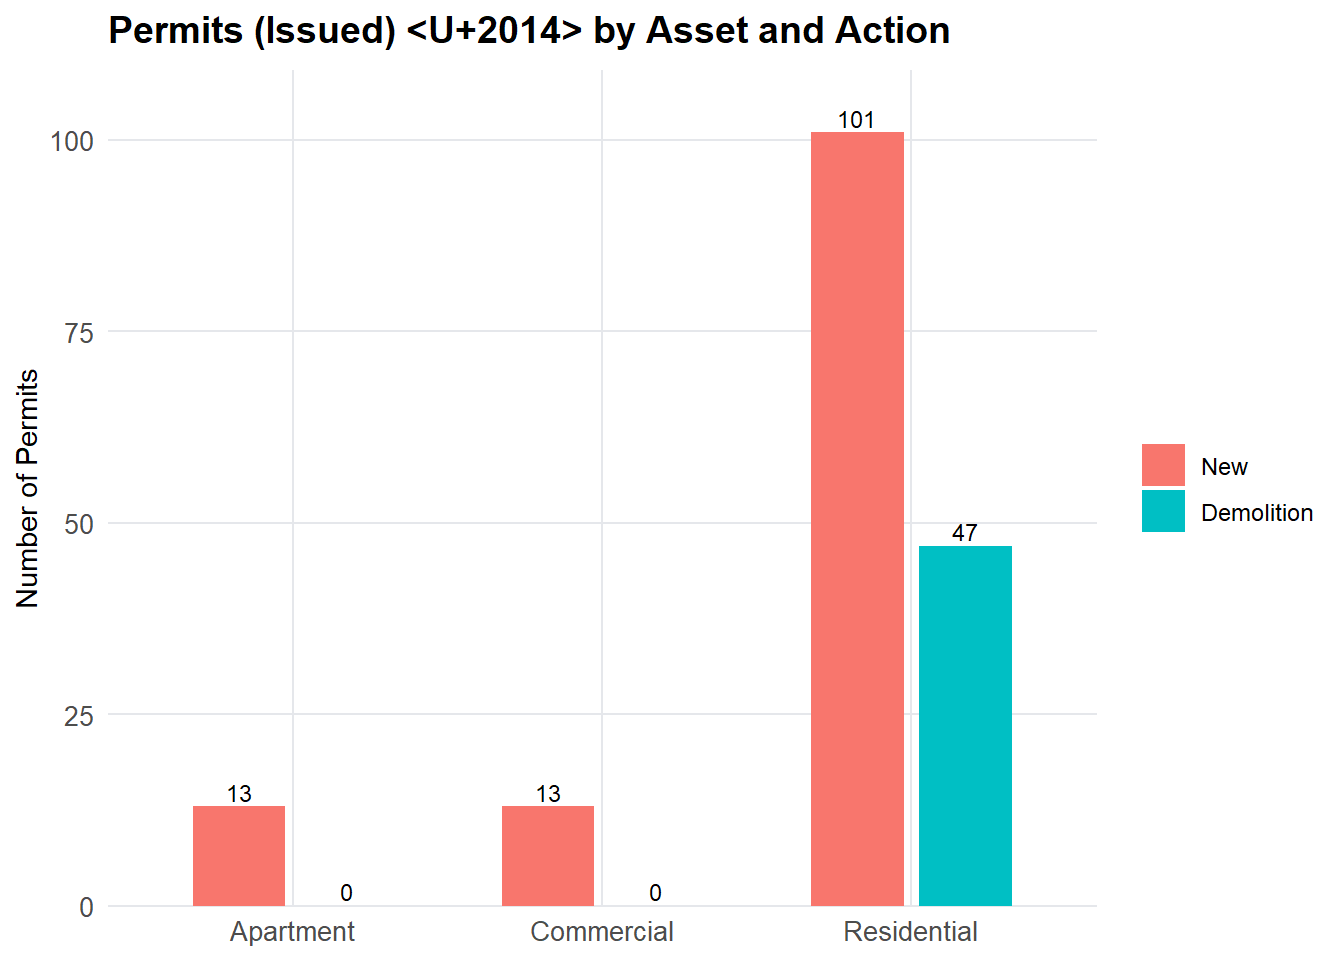 Permits (Issued) <U+2014> by Asset and Action
Number of Permits
100
75
50
25
0
101
47
13
0
13
0
Apartment
Commercial
Residential
New
Demolition